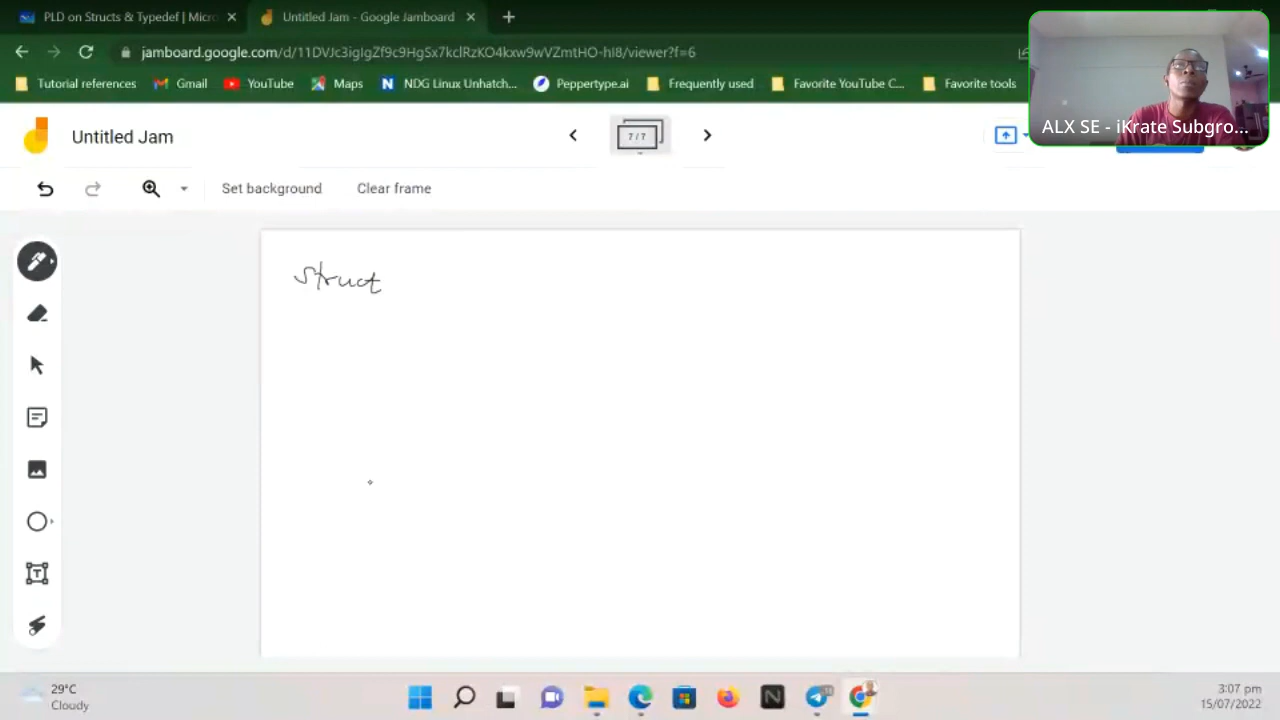 PLD on Structs & Typedef | Micro
Untitled Jam - Google Jamboard
jamboard.google.com/d/11DVJc3igIgZf9c9HgSx7kclRzKO4kxw9wVZmtHO-hI8/viewer?f=6
Tutorial references
Gmail
YouTube
Maps
NDG Linux Unhatch...
Peppertype.ai
Frequently used
Favorite YouTube C...
Favorite tools
ALX SE - iKrate Subgro...
Untitled Jam
7 / 7
Set background
Clear frame
Struct
29°C
Cloudy
3:07 pm
15/07/2022